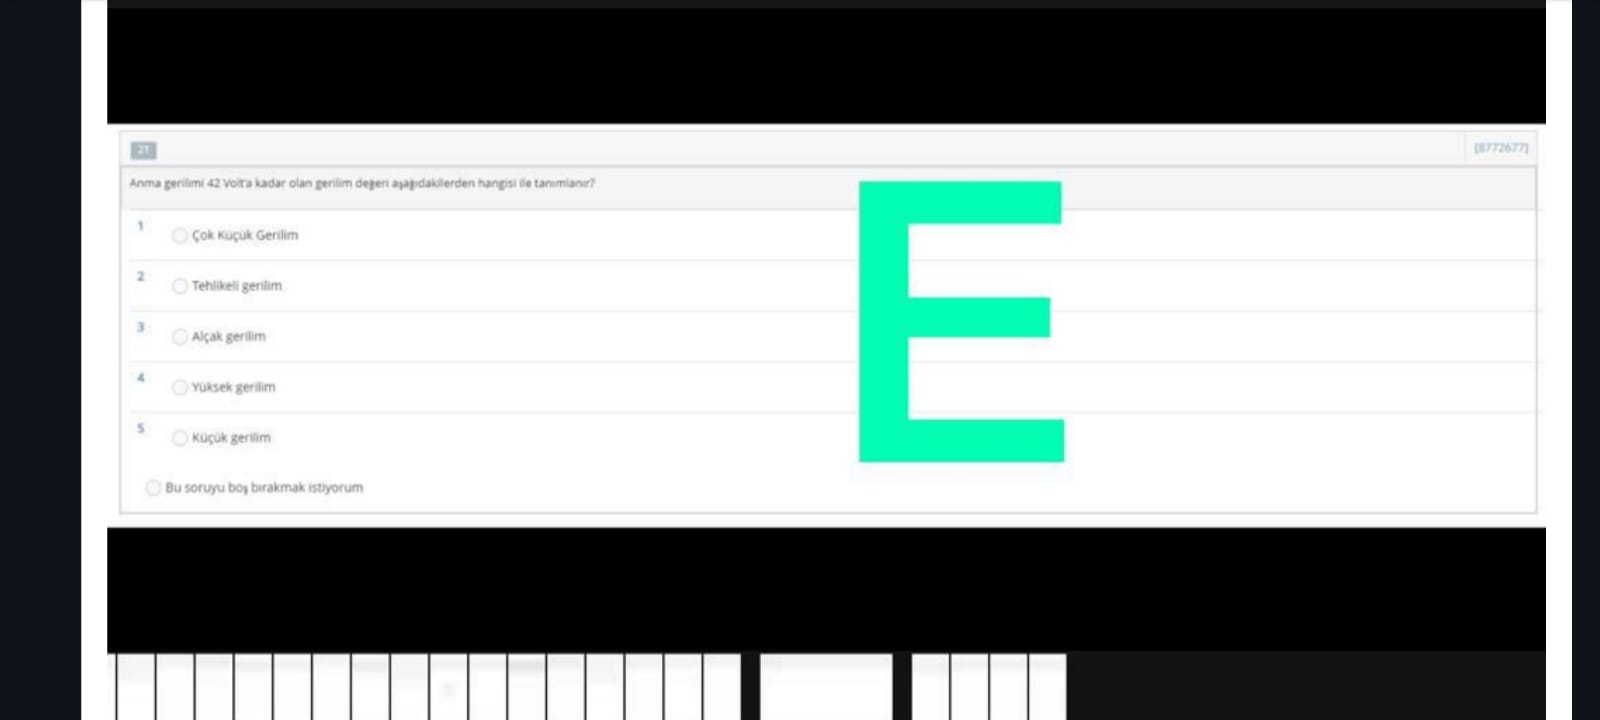 21
[8772677]
Anma gerilimi 42 Volt'a kadar olan gerilim değeri aşağıdakilerden hangisi ile tanımlanır?
1
Çok Küçük Gerilim
2
Tehlikeli gerilim
3
Alçak gerilim
4
Yüksek gerilim
5
Küçük gerilim
Bu soruyu boş bırakmak istiyorum
E